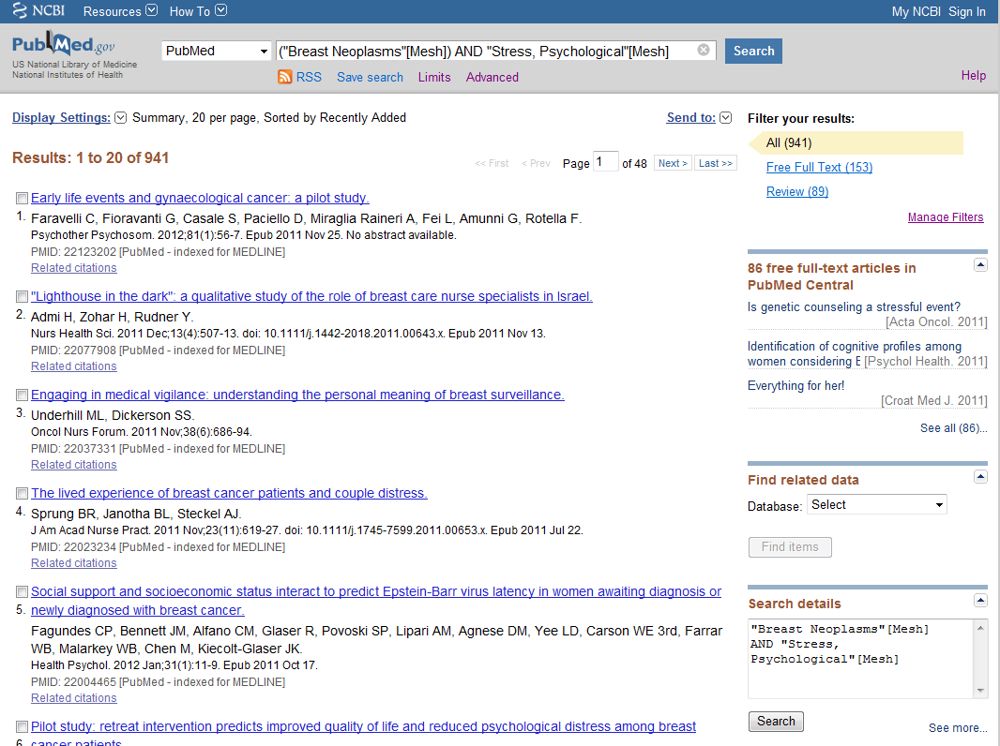 NCBI Resources How To My NCBI Sign In
PubMed.gov
US National Library of Medicine
National Institutes of Health
PubMed ("Breast Neoplasms"[Mesh]) AND "Stress, Psychological"[Mesh] Search
RSS Save search Limits Advanced Help
Display Settings: Summary, 20 per page, Sorted by Recently Added Send to:
Results: 1 to 20 of 941
<< First < Prev Page 1 of 48 Next > Last >>
Early life events and gynaecological cancer: a pilot study.
1. Faravelli C, Fioravanti G, Casale S, Paciello D, Miraglia Raineri A, Fei L, Amunni G, Rotella F.
Psychother Psychosom. 2012;81(1):56-7. Epub 2011 Nov 25. No abstract available.
PMID: 22123202 [PubMed - indexed for MEDLINE]
Related citations
"Lighthouse in the dark": a qualitative study of the role of breast care nurse specialists in Israel.
2. Admi H, Zohar H, Rudner Y.
Nurs Health Sci. 2011 Dec;13(4):507-13. doi: 10.1111/j.1442-2018.2011.00643.x. Epub 2011 Nov 13.
PMID: 22077908 [PubMed - indexed for MEDLINE]
Related citations
Engaging in medical vigilance: understanding the personal meaning of breast surveillance.
3. Underhill ML, Dickerson SS.
Oncol Nurs Forum. 2011 Nov;38(6):686-94.
PMID: 22037331 [PubMed - indexed for MEDLINE]
Related citations
The lived experience of breast cancer patients and couple distress.
4. Sprung BR, Janotha BL, Steckel AJ.
J Am Acad Nurse Pract. 2011 Nov;23(11):619-27. doi: 10.1111/j.1745-7599.2011.00653.x. Epub 2011 Jul 22.
PMID: 22023234 [PubMed - indexed for MEDLINE]
Related citations
Social support and socioeconomic status interact to predict Epstein-Barr virus latency in women awaiting diagnosis or
5. newly diagnosed with breast cancer.
Fagundes CP, Bennett JM, Alfano CM, Glaser R, Povoski SP, Lipari AM, Agnese DM, Yee LD, Carson WE 3rd, Farrar
WB, Malarkey WB, Chen M, Kiecolt-Glaser JK.
Health Psychol. 2012 Jan;31(1):11-9. Epub 2011 Oct 17.
PMID: 22004465 [PubMed - indexed for MEDLINE]
Related citations
Pilot study: retreat intervention predicts improved quality of life and reduced psychological distress among breast
6. cancer patients.
Filter your results:
All (941)
Free Full Text (153)
Review (89)
Manage Filters
86 free full-text articles in
PubMed Central
Is genetic counseling a stressful event?
[Acta Oncol. 2011]
Identification of cognitive profiles among
women considering [Psychol Health. 2011]
Everything for her!
[Croat Med J. 2011]
See all (86)...
Find related data
Database: Select
Find items
Search details
"Breast Neoplasms"[Mesh]
AND "Stress,
Psychological"[Mesh]
Search See more...